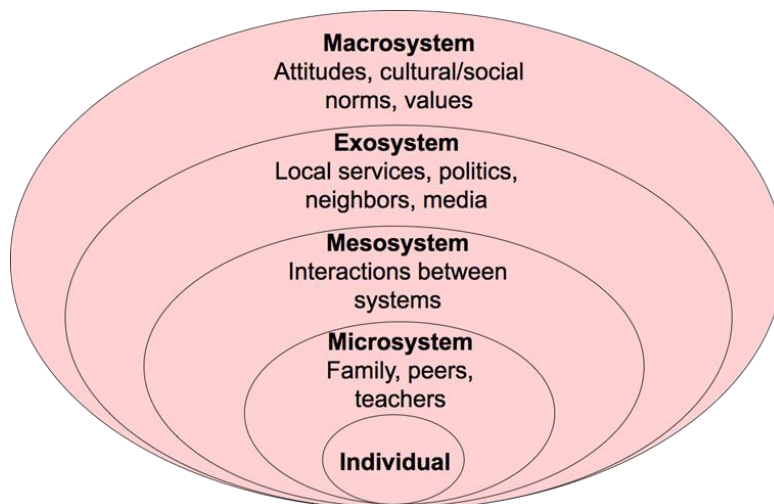 Macrosystem
Attitudes, cultural/social
norms, values
Exosystem
Local services, politics,
neighbors, media
Mesosystem
Interactions between
systems
Microsystem
Family, peers,
teachers
Individual